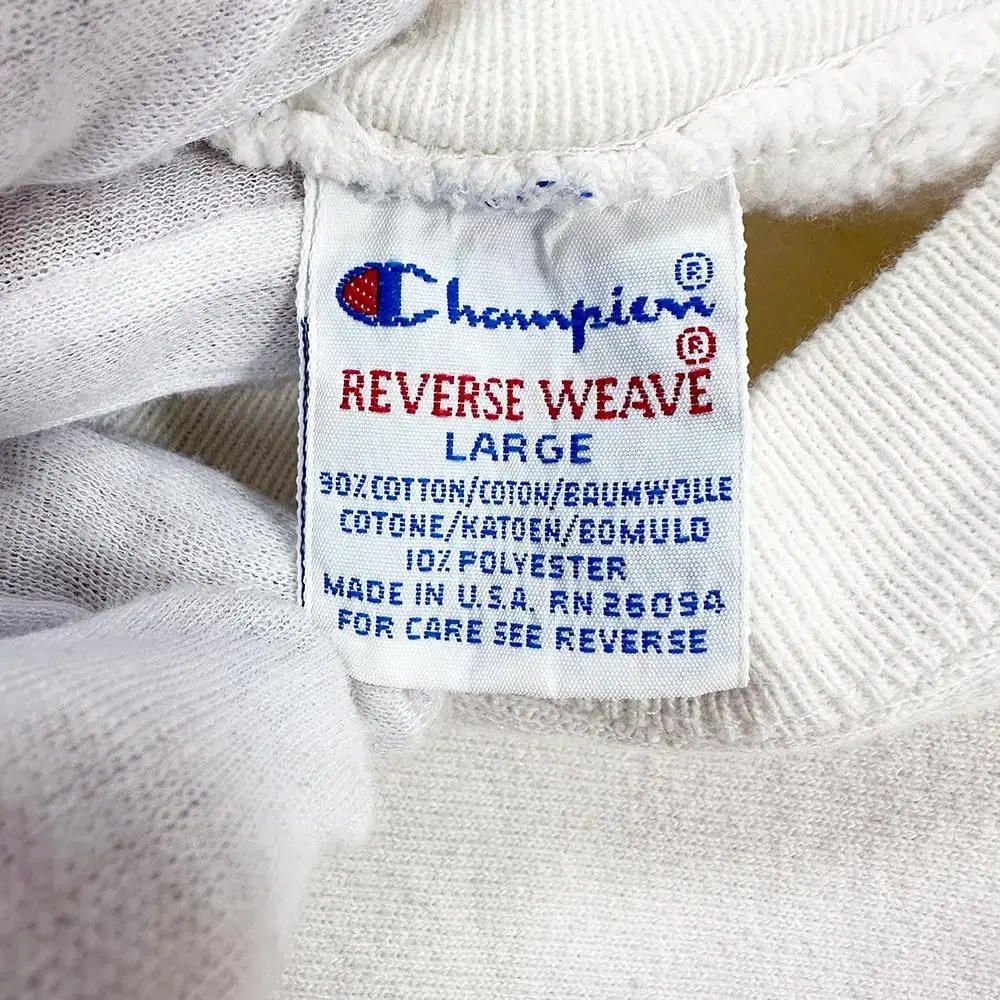 Champion®
REVERSE WEAVE®
LARGE
90% COTTON/COTON/BAUMWOLLE
COTONE/KATOEN/BOMULD
10% POLYESTER
MADE IN U.S.A. RN 26094
FOR CARE SEE REVERSE